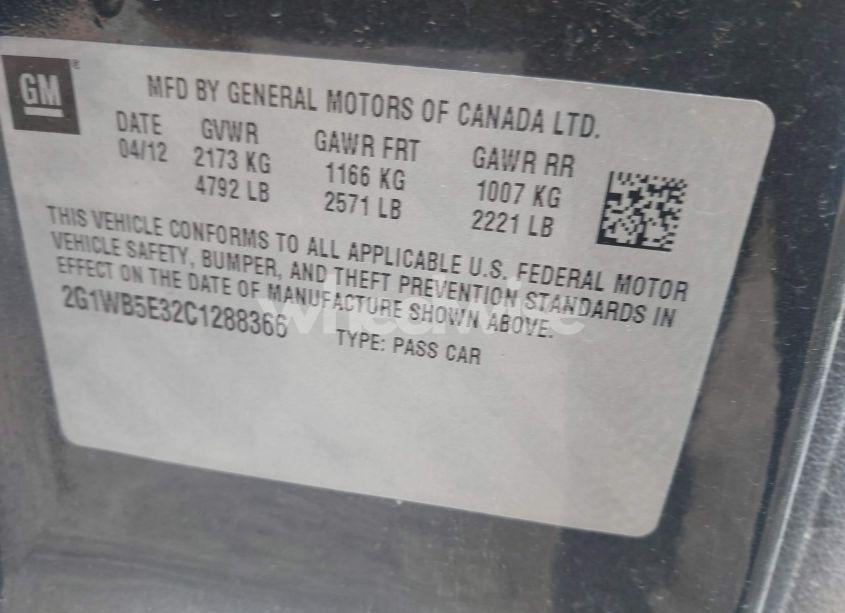 GM ®
MFD BY GENERAL MOTORS OF CANADA LTD.
DATE GVWR GAWR FRT GAWR RR
04/12 2173 KG 1166 KG 1007 KG
4792 LB 2571 LB 2221 LB
THIS VEHICLE CONFORMS TO ALL APPLICABLE U.S. FEDERAL MOTOR
VEHICLE SAFETY, BUMPER, AND THEFT PREVENTION STANDARDS IN
EFFECT ON THE DATE OF MANUFACTURE SHOWN ABOVE.
2G1WB5E32C1288366 TYPE: PASS CAR